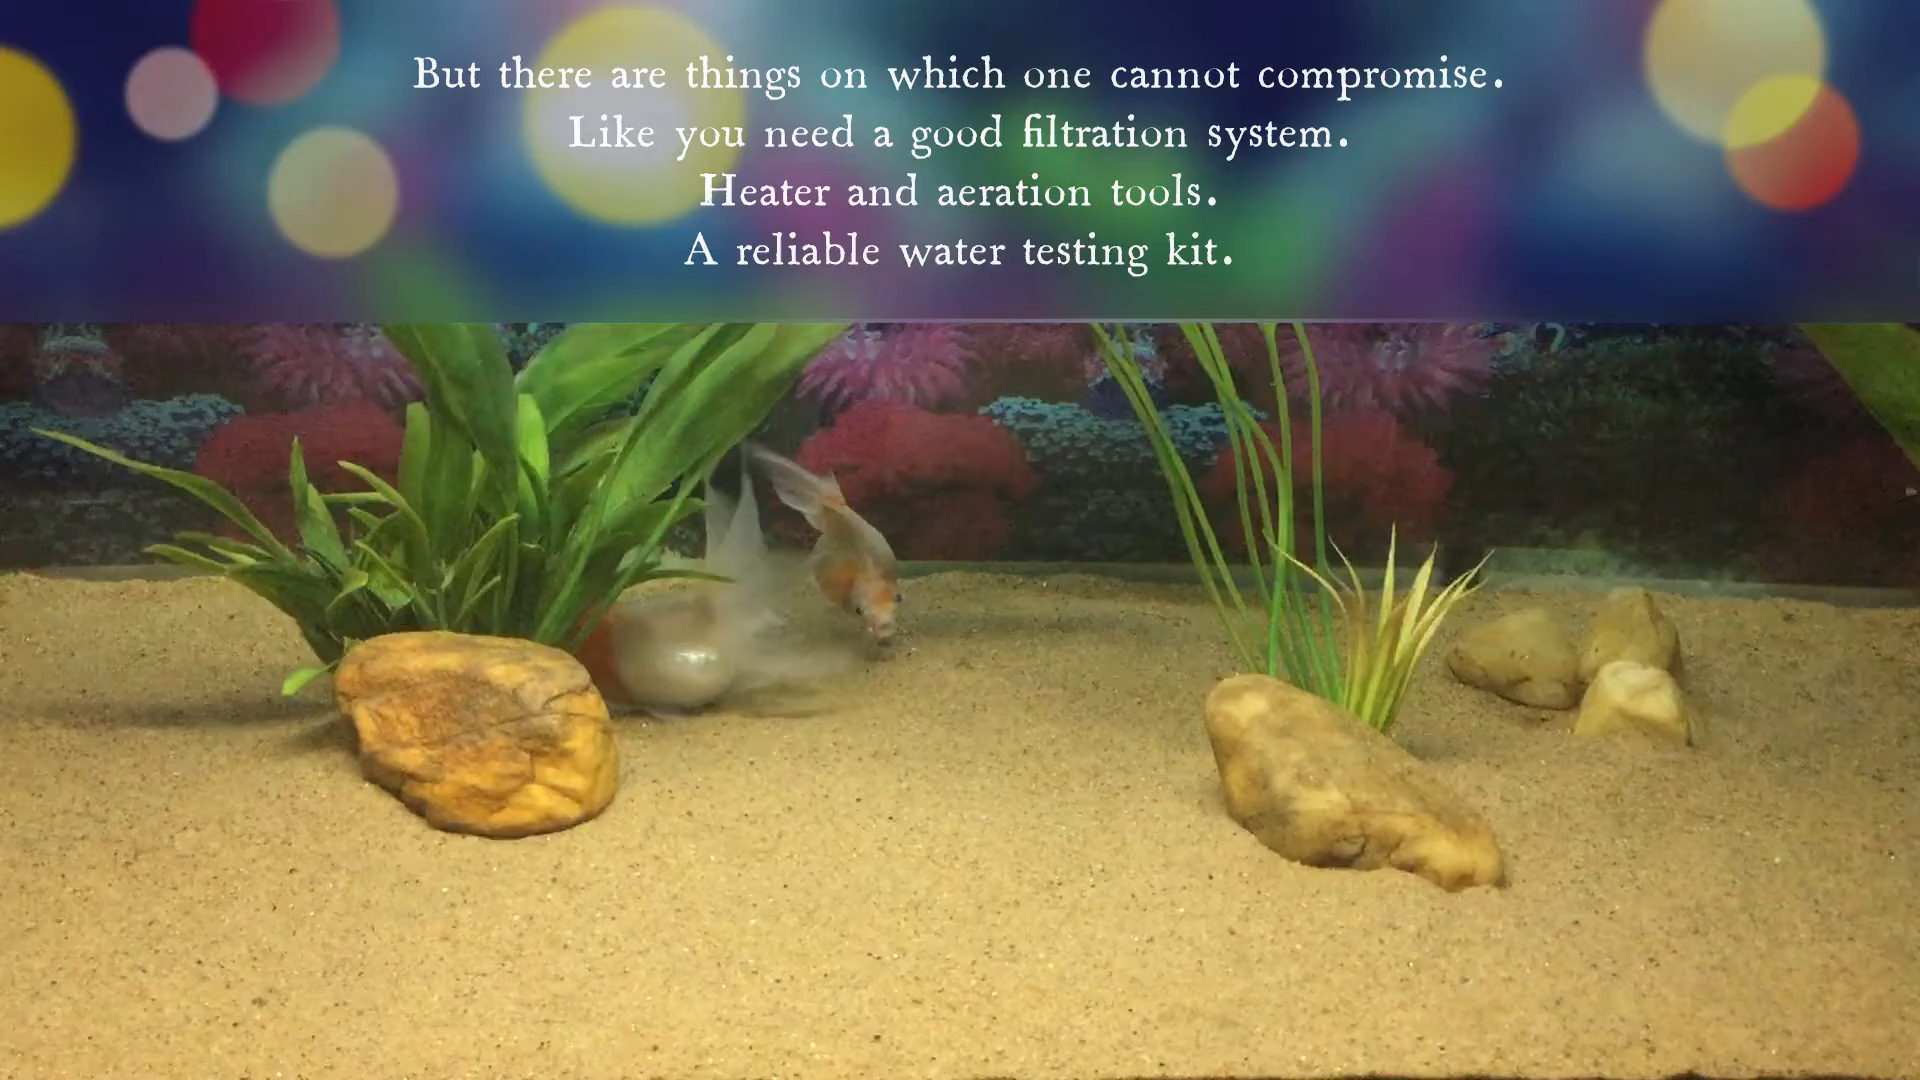 But there are things on which one cannot compromise.
Like you need a good filtration system.
Heater and aeration tools.
A reliable water testing kit.